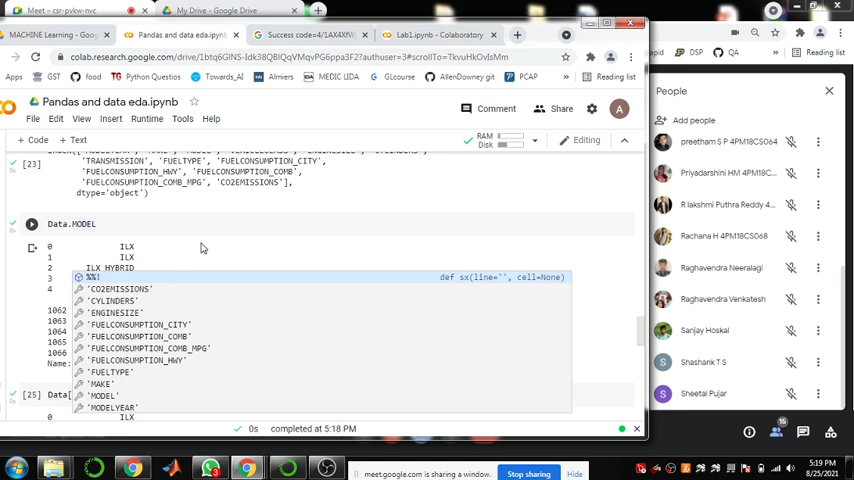 Meet – csr-pvkw-nvc
My Drive - Google Drive
MACHINE Learning - Goog
Pandas and data eda.ipynb
Success code=4/1AX4XfW
Lab1.ipynb - Colaboratory
colab.research.google.com/drive/1btq6GINS-Idk38QBlQqVMqvPG6ppa3F2?authuser=3#scrollTo=TkvuHkOvIsMm
Reading list
Apps
GST
food
Python Questions
Towards_AI
Almiers
MEDIC LIDA
GLcourse
AllenDowney git
PCAP
Reading list
DSP
QA
Pandas and data eda.ipynb
File Edit View Insert Runtime Tools Help
Comment
Share
A
+ Code + Text
RAM
Disk
Editing
[23]
'TRANSMISSION', 'FUELTYPE', 'FUELCONSUMPTION_CITY',
'FUELCONSUMPTION_HWY', 'FUELCONSUMPTION_COMB',
'FUELCONSUMPTION_COMB_MPG', 'CO2EMISSIONS'],
dtype='object')
Data.MODEL
0 ILX
1 ILX
2 ILX HYBRID
3
4
1062
1063
1064
1065
1066
Name:
%%! def sx(line='', cell=None)
'CO2EMISSIONS'
'CYLINDERS'
'ENGINESIZE'
'FUELCONSUMPTION_CITY'
'FUELCONSUMPTION_COMB'
'FUELCONSUMPTION_COMB_MPG'
'FUELCONSUMPTION_HWY'
'FUELTYPE'
'MAKE'
'MODEL'
'MODELYEAR'
[25] Data[
0 ILX
0s completed at 5:18 PM
People
Add people
preetham S P 4PM18CS064
Priyadarshini HM 4PM18C...
R lakshmi Puthra Reddy 4...
Rachana H 4PM18CS068
Raghavendra Neeralagi
Raghavendra Venkatesh
Sanjay Hoskal
S Shashank T S
S Sheetal Pujar
15
meet.google.com is sharing a window.
Stop sharing
Hide
5:19 PM
8/25/2021